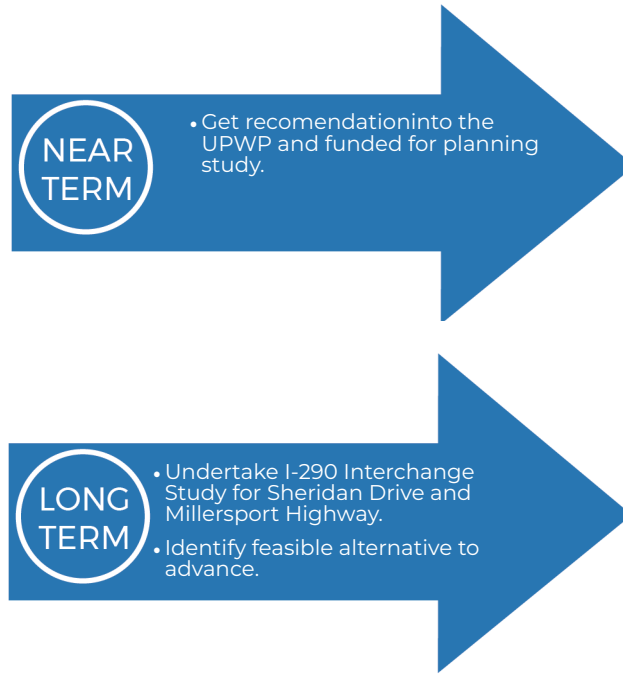 NEAR
TERM
• Get recomendationinto the
UPWP and funded for planning
study.
LONG
TERM
• Undertake I-290 Interchange
Study for Sheridan Drive and
Millersport Highway.
• Identify feasible alternative to
advance.